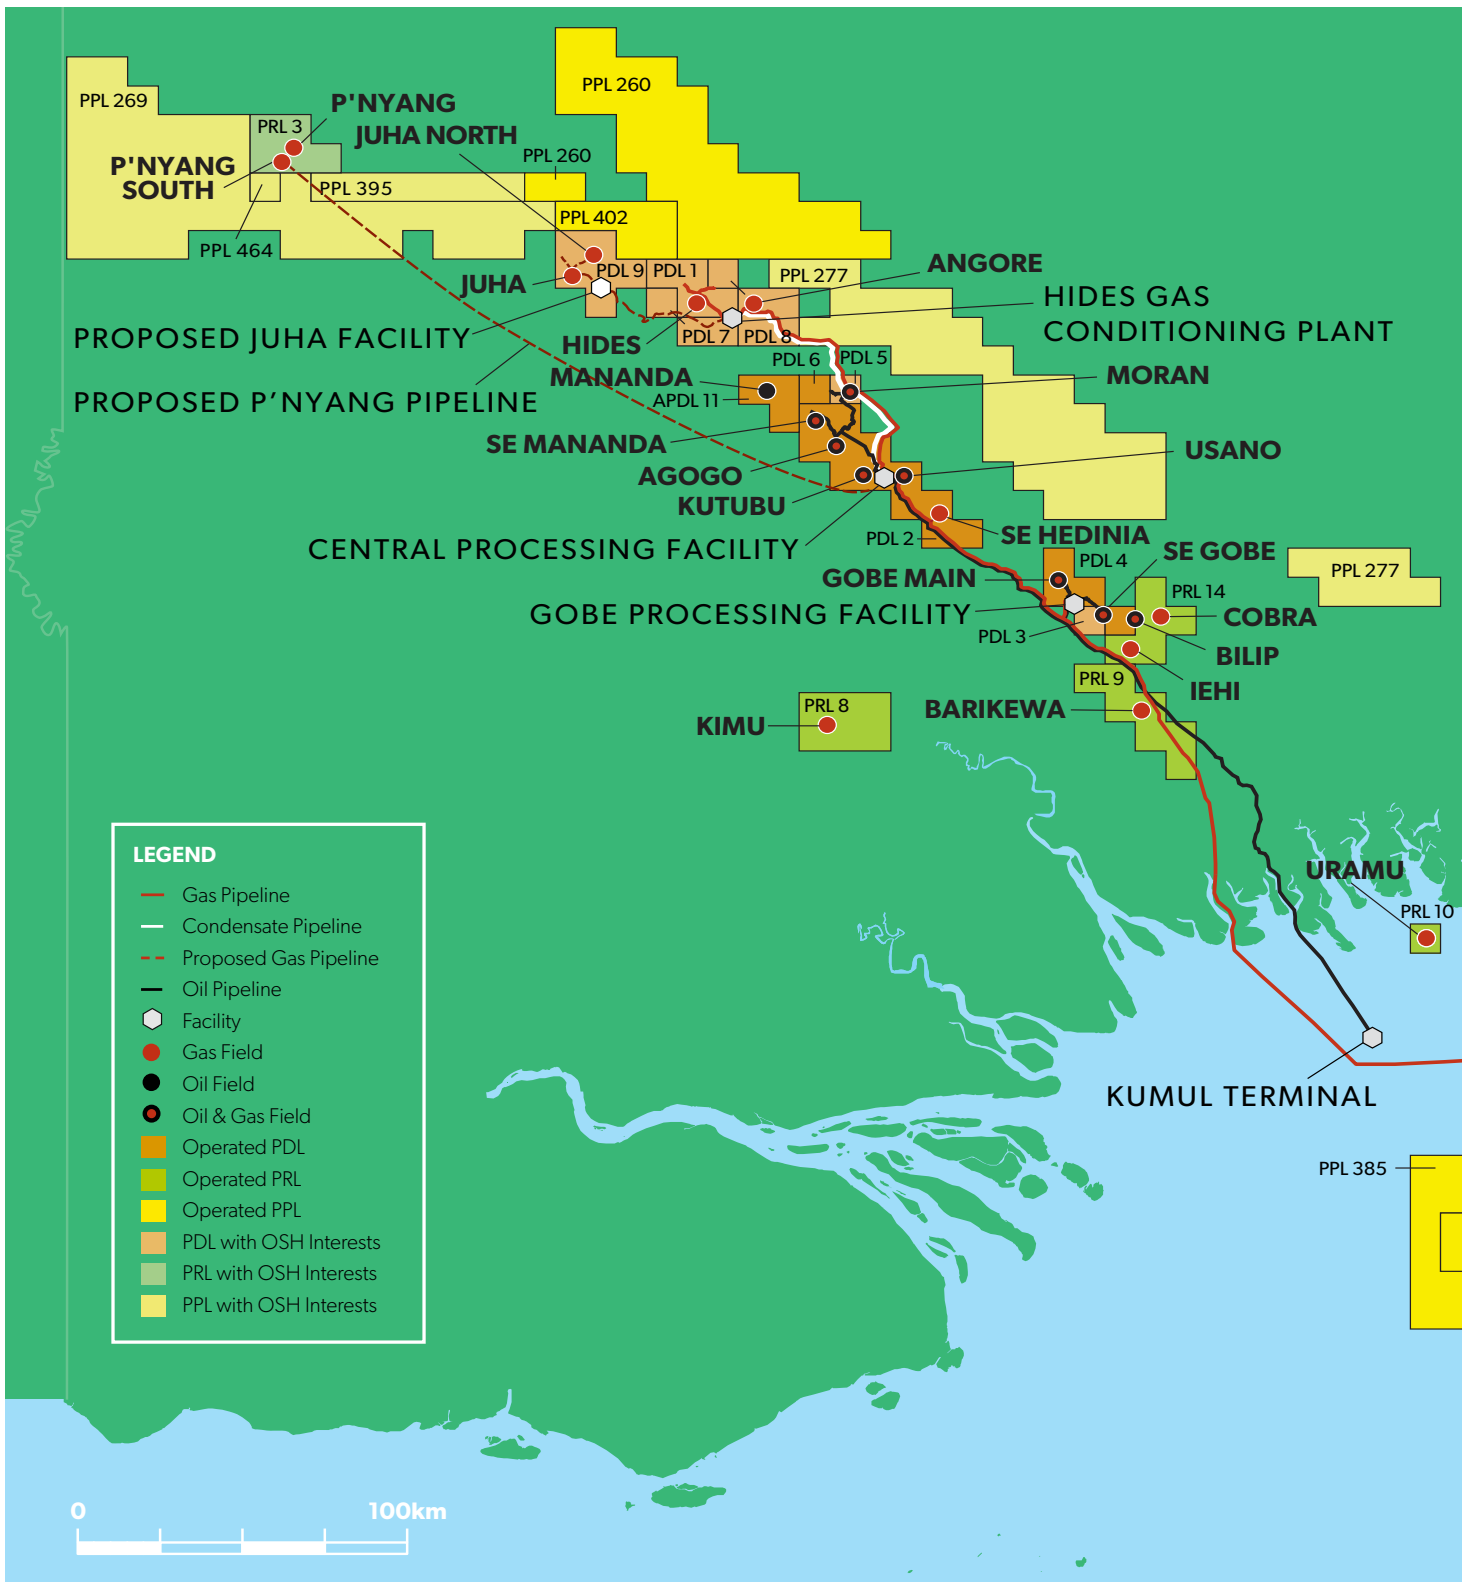 PPL 260
PPL 269
P'NYANG
PRL 3
JUHA NORTH
PPL 260
P'NYANG
SOUTH
PPL 395
PPL 402
PPL 464
ANGORE
PDL 9
PDL 1
PPL 277
JUHA
HIDES GAS
CONDITIONING PLANT
PROPOSED JUHA FACILITY
PDL 7
PDL 8
HIDES
PDL 6
PDL 5
MANANDA
MORAN
APDL 11
PROPOSED P’NYANG PIPELINE
SE MANANDA
USANO
AGOGO
KUTUBU
SE HEDINIA
PDL 2
CENTRAL PROCESSING FACILITY
SE GOBE
PDL 4
PPL 277
GOBE MAIN
PRL 14
GOBE PROCESSING FACILITY
COBRA
PDL 3
BILIP
PRL 9
IEHI
PRL 8
BARIKEWA
KIMU
URAMU
PRL 10
KUMUL TERMINAL
PPL 385
LEGEND
Gas Pipeline
Condensate Pipeline
Proposed Gas Pipeline
Oil Pipeline
Facility
Gas Field
Oil Field
Oil & Gas Field
Operated PDL
Operated PRL
Operated PPL
PDL with OSH Interests
PRL with OSH Interests
PPL with OSH Interests
0
100km